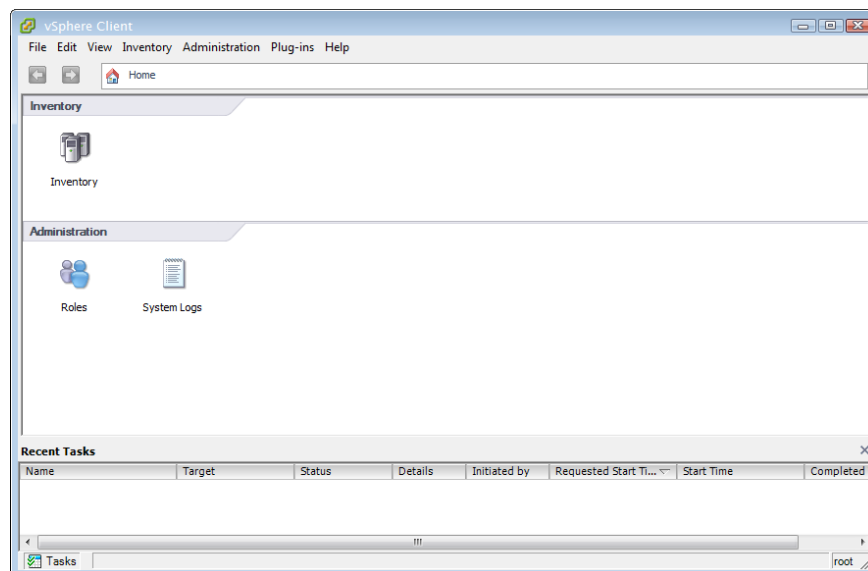 vSphere Client
File Edit View Inventory Administration Plug-ins Help
Home
Inventory
Inventory
Administration
Roles System Logs
Recent Tasks
Name Target Status Details Initiated by Requested Start Ti... Start Time Completed
Tasks root